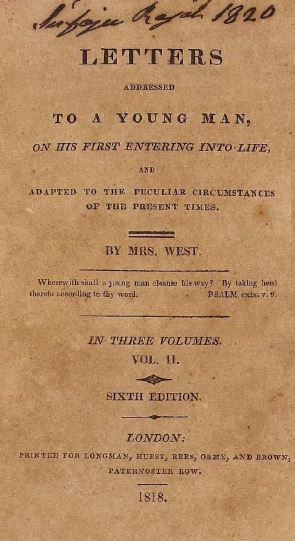 1820
LETTERS
ADDRESSED
TO A YOUNG MAN,
ON HIS FIRST ENTERING INTO LIFE,
AND
ADAPTED TO THE PECULIAR CIRCUMSTANCES
OF THE PRESENT TIMES.
BY MRS. WEST.
Wherewith shall a young man cleanse his way? By taking heed
thereto according to thy word. PSALM cxix. v. 9.
IN THREE VOLUMES.
VOL. II.
SIXTH EDITION.
LONDON:
PRINTED FOR LONGMAN, HURST, REES, ORME, AND BROWN,
PATERNOSTER ROW.
1818.